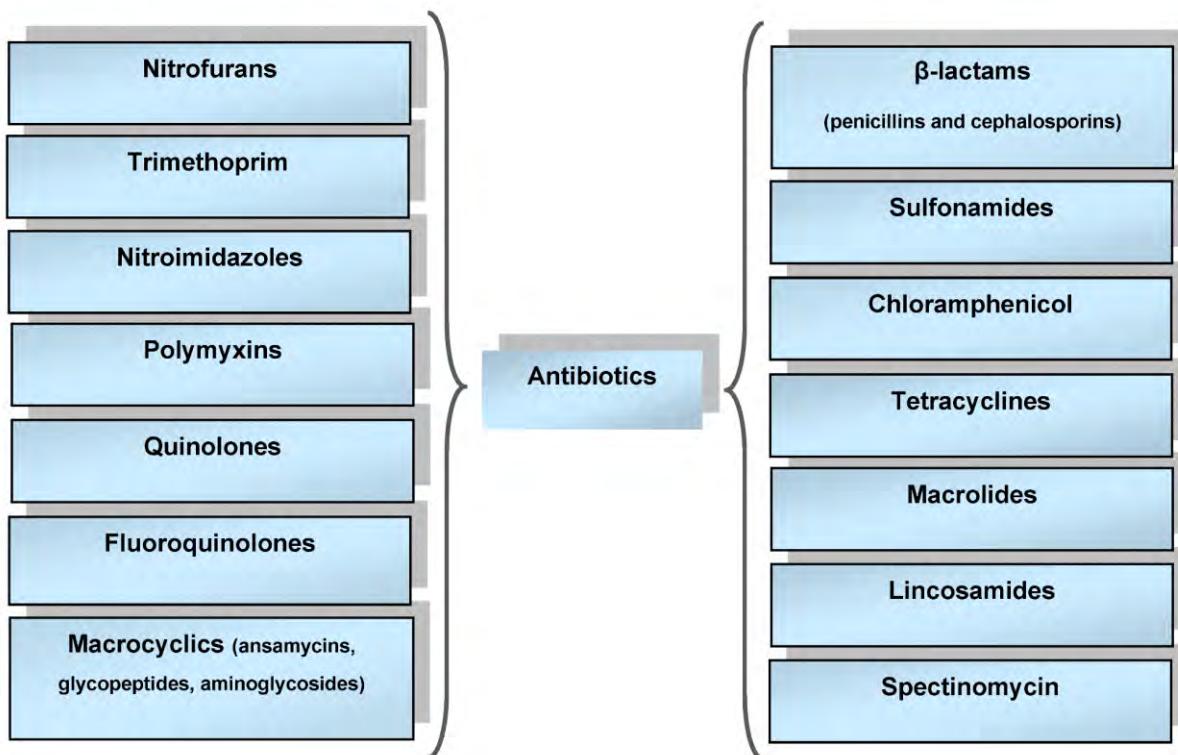 Nitrofurans
Trimethoprim
Nitroimidazoles
Polymyxins
Quinolones
Fluoroquinolones
Macrocyclics (ansamycins,
glycopeptides, aminoglycosides)
Antibiotics
β-lactams
(penicillins and cephalosporins)
Sulfonamides
Chloramphenicol
Tetracyclines
Macrolides
Lincosamides
Spectinomycin